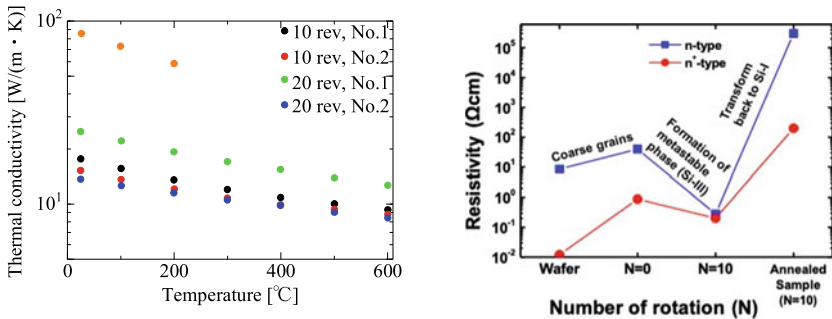 Thermal conductivity [W/(m・K)]
10²
10¹
0
200
400
600
Temperature [℃]
10 rev, No.1
10 rev, No.2
20 rev, No.1
20 rev, No.2
Resistivity (Ωcm)
10⁵
10⁴
10³
10²
10¹
10⁰
10⁻¹
10⁻²
n-type
n⁺-type
Coarse grains
Formation of
metastable
phase (Si-III)
Transform
back to Si-I
Wafer
N=0
N=10
Annealed
Sample
(N=10)
Number of rotation (N)